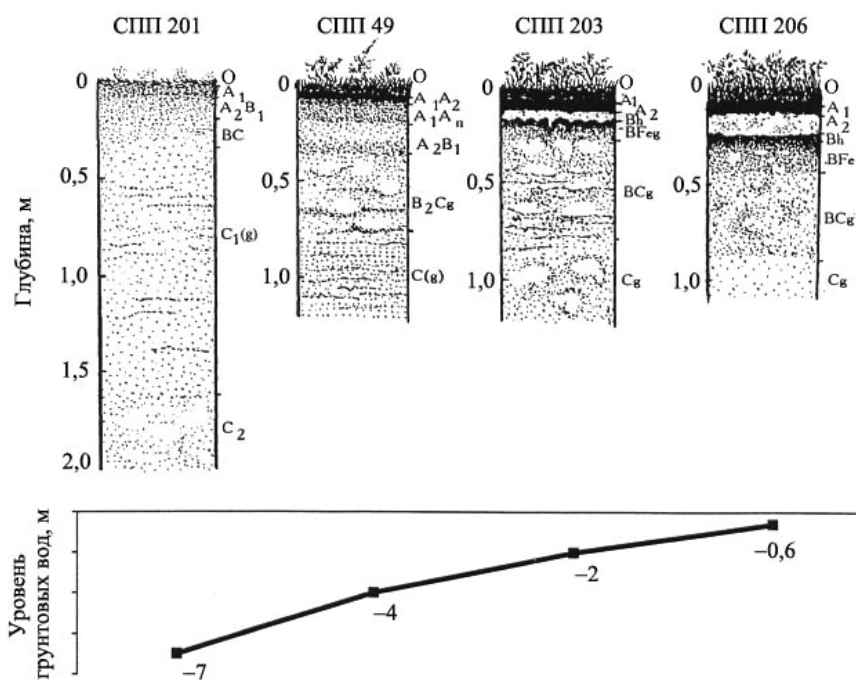 СПП 201
СПП 49
СПП 203
СПП 206
Глубина, м
0
0,5
1,0
1,5
2,0
O
A1
A2B1
BC
C1(g)
C2
0
0,5
1,0
O
A1A2
A1An
A2B1
B2Cg
C(g)
0
0,5
1,0
O
A1
A2
Bh
BFeg
BCg
Cg
0
0,5
1,0
O
A1
A2
Bh
BFe
BCg
Cg
Уровень
грунтовых вод, м
–7
–4
–2
–0,6